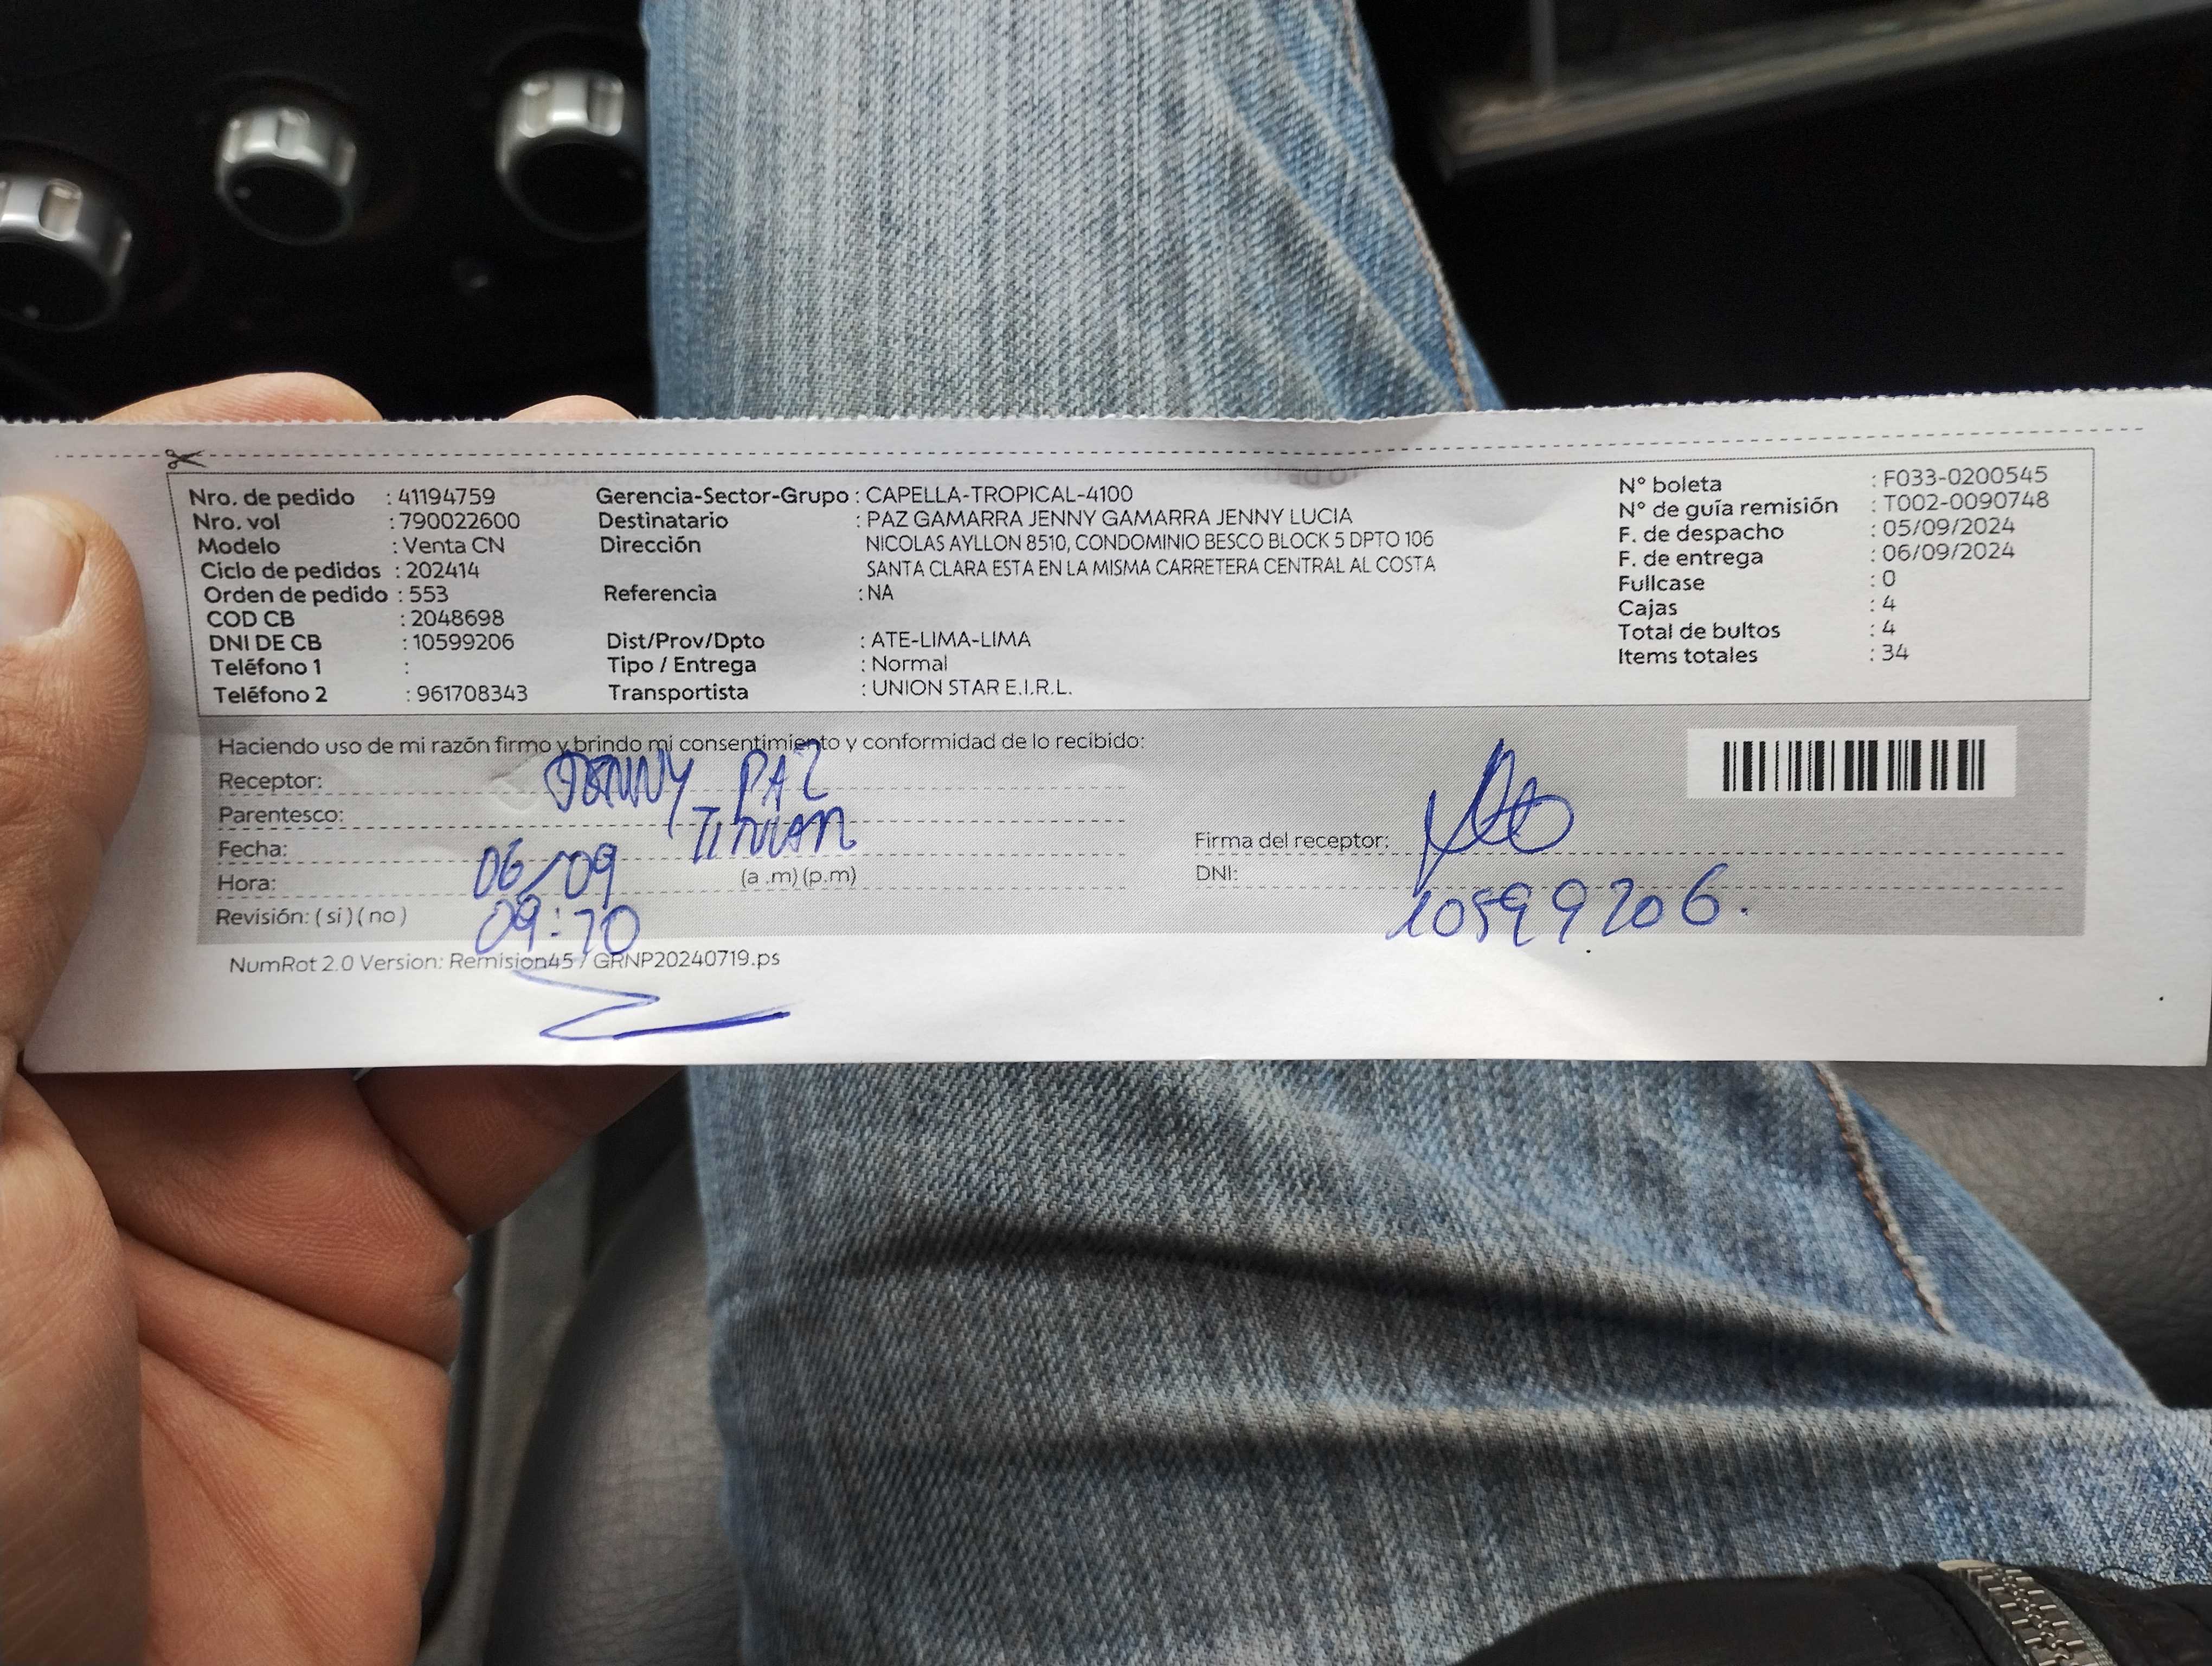 Nro. de pedido : 41194759
Nro. vol : 790022600
Modelo : Venta CN
Ciclo de pedidos : 202414
Orden de pedido : 553
COD CB : 2048698
DNI DE CB : 10599206
Teléfono 1 :
Teléfono 2 : 961708343
Gerencia-Sector-Grupo : CAPELLA-TROPICAL-4100
Destinatario : PAZ GAMARRA JENNY GAMARRA JENNY LUCIA
Dirección NICOLAS AYLLON 8510, CONDOMINIO BESCO BLOCK 5 DPTO 106
SANTA CLARA ESTA EN LA MISMA CARRETERA CENTRAL AL COSTA
Referencia : NA
Dist/Prov/Dpto : ATE-LIMA-LIMA
Tipo / Entrega : Normal
Transportista : UNION STAR E.I.R.L.
N° boleta : F033-0200545
N° de guía remisión : T002-0090748
F. de despacho : 05/09/2024
F. de entrega : 06/09/2024
Fullcase : 0
Cajas : 4
Total de bultos : 4
Items totales : 34
Haciendo uso de mi razón firmo y brindo mi consentimiento y conformidad de lo recibido:
Receptor: JENNY PAZ
Parentesco:
Fecha: 06/09
Hora: (a .m) (p.m)
Revisión: ( si ) ( no )
Firma del receptor:
DNI: 10599206.
NumRot 2.0 Version: Remision45 / GRNP20240719.ps